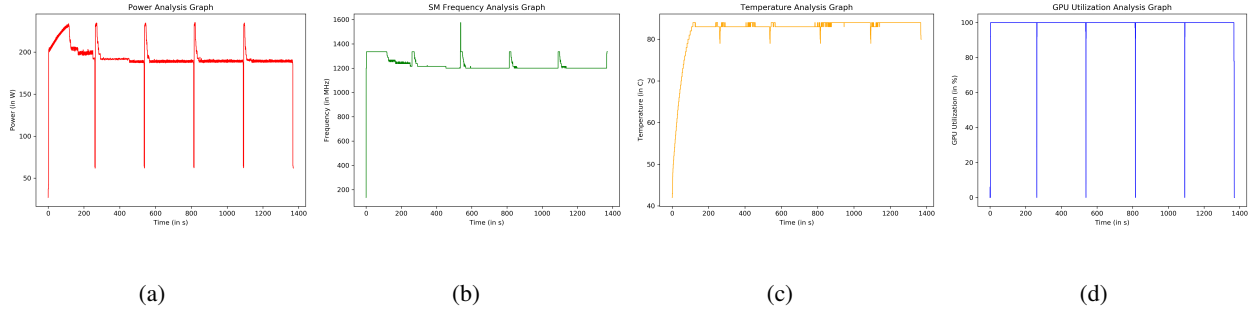 Power Analysis Graph
Power (in W)
200
150
100
50
0 200 400 600 800 1000 1200 1400
Time (in s)
(a)
SM Frequency Analysis Graph
Frequency (in MHz)
1600
1400
1200
1000
800
600
400
200
0 200 400 600 800 1000 1200 1400
Time (in s)
(b)
Temperature Analysis Graph
Temperature (in C)
80
70
60
50
40
0 200 400 600 800 1000 1200 1400
Time (in s)
(c)
GPU Utilization Analysis Graph
GPU Utilization (in %)
100
80
60
40
20
0
0 200 400 600 800 1000 1200 1400
Time (in s)
(d)